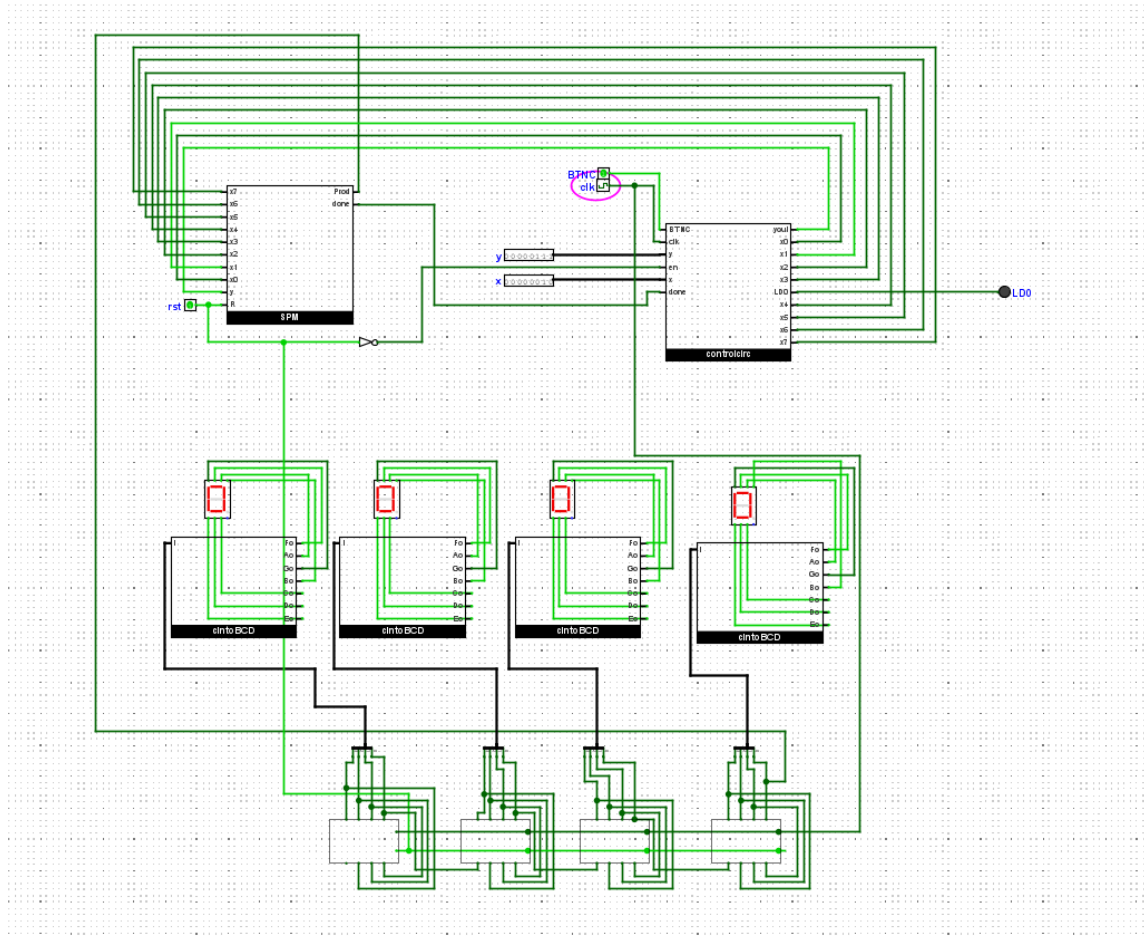 x7 Prod
x6 done
x5
x4
x3
x2
x1
x0
y
R
SPM
rst
BTNC
clk
y
x
BTNC youl
clk x0
y x1
en x2
x x3
done LD0
x4
x5
x6
x7
controlcirc
LD0
I Fo
Ao
Go
Bo
Co
Do
Eo
cintoBCD
I Fo
Ao
Go
Bo
Co
Do
Eo
cintoBCD
I Fo
Ao
Go
Bo
Co
Do
Eo
cintoBCD
I Fo
Ao
Go
Bo
Co
Do
Eo
cintoBCD